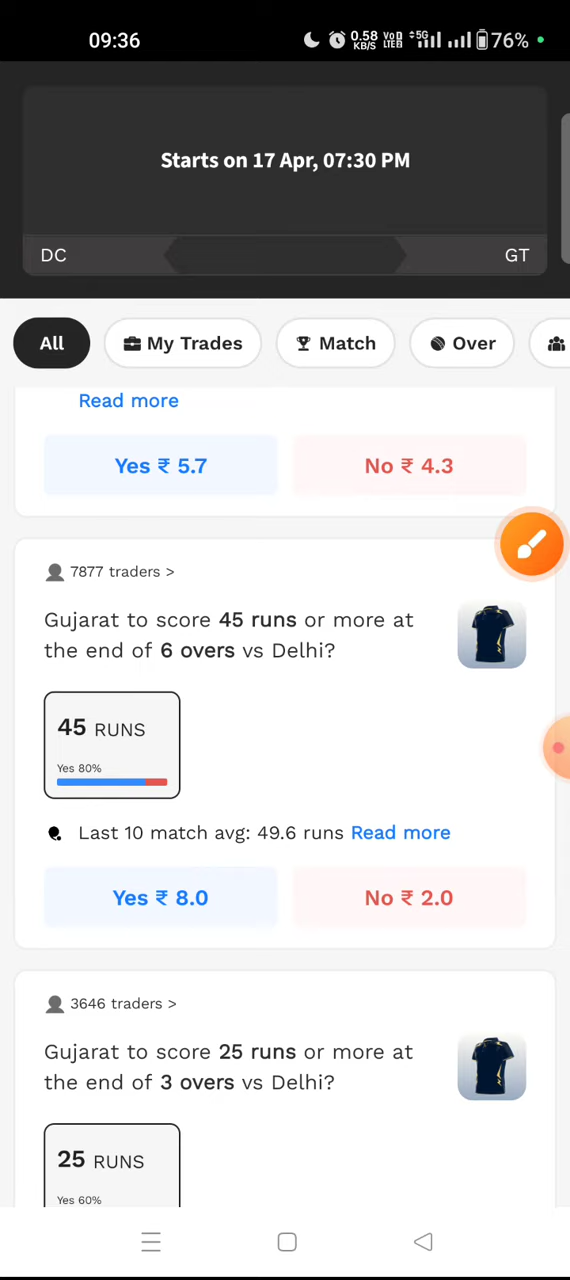 09:36
0.58 KB/S VoD LTE 5G 76%
Starts on 17 Apr, 07:30 PM
DC GT
All My Trades Match Over
Read more
Yes ₹ 5.7 No ₹ 4.3
7877 traders >
Gujarat to score 45 runs or more at
the end of 6 overs vs Delhi?
45 RUNS
Yes 80%
Last 10 match avg: 49.6 runs Read more
Yes ₹ 8.0 No ₹ 2.0
3646 traders >
Gujarat to score 25 runs or more at
the end of 3 overs vs Delhi?
25 RUNS
Yes 60%